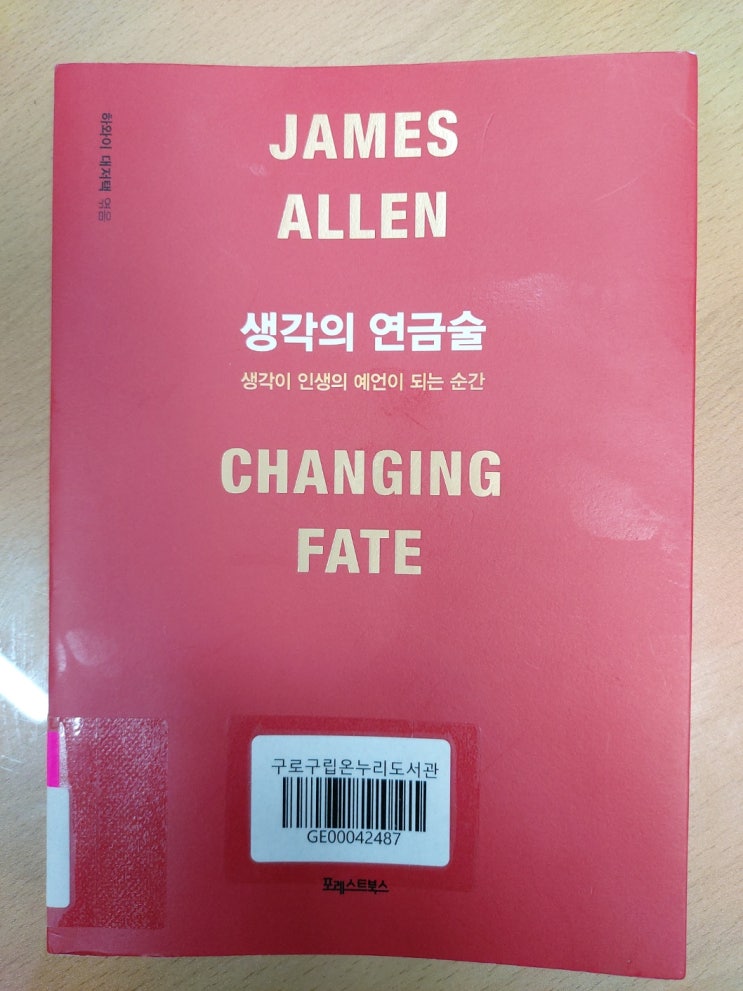 JAMES
ALLEN
하와이 대저택 엮음
생각의 연금술
생각이 인생의 예언이 되는 순간
CHANGING
FATE
구로구립온누리도서관
GE00042487
포레스트북스